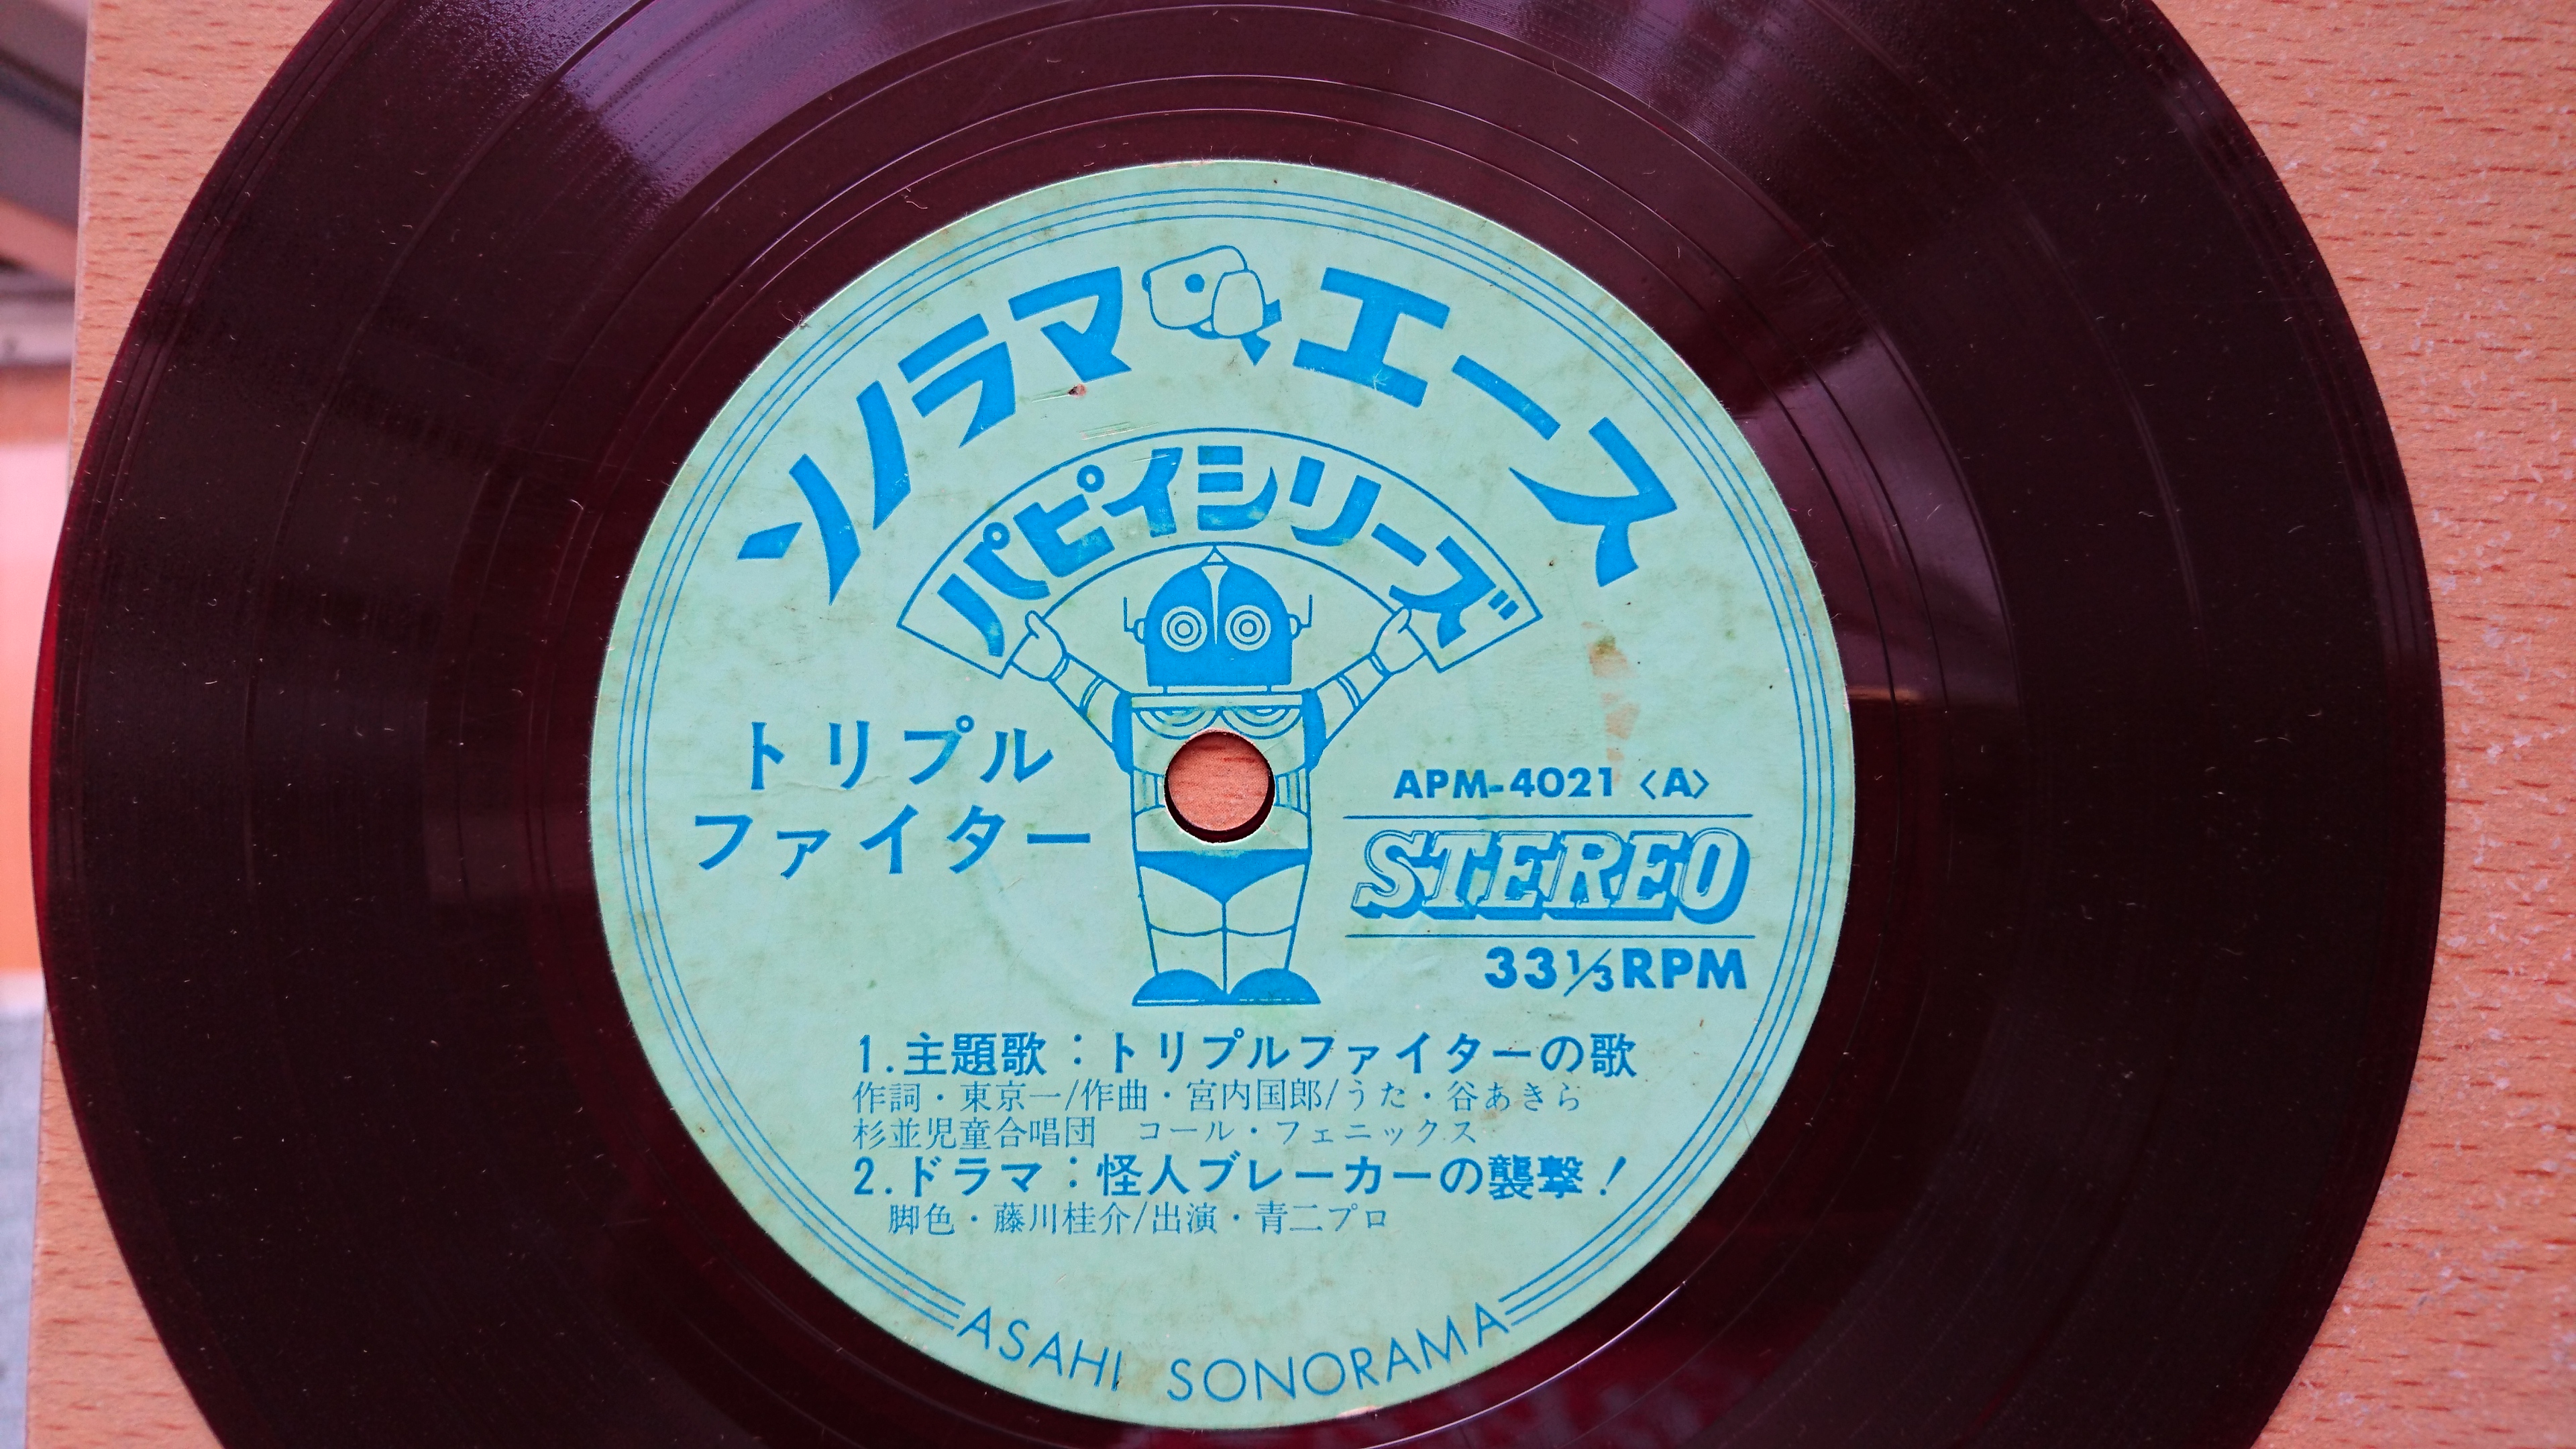 ソノラマエース
パピイシリーズ
トリプル
ファイター
APM-4021〈A〉
STEREO
33⅓RPM
1.主題歌：トリプルファイターの歌
作詞・東京一/作曲・宮内国郎/うた・谷あきら
杉並児童合唱団　コール・フェニックス
2.ドラマ：怪人ブレーカーの襲撃！
脚色・藤川桂介/出演・青二プロ
ASAHI SONORAMA